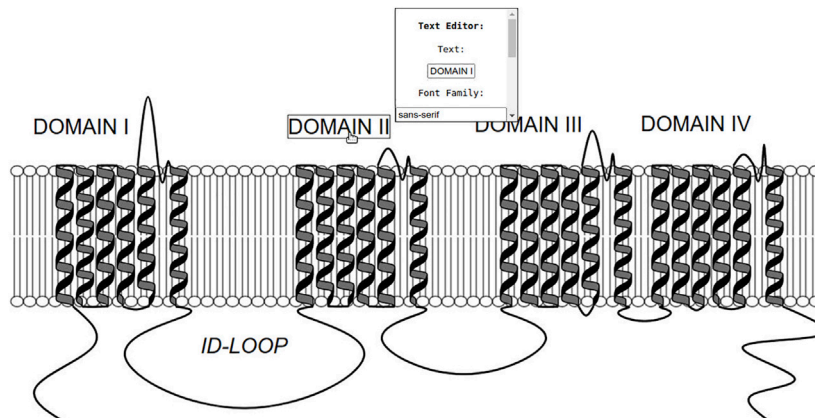 Text Editor:
Text:
DOMAIN I
Font Family:
sans-serif
DOMAIN I
DOMAIN II
DOMAIN III
DOMAIN IV
ID-LOOP